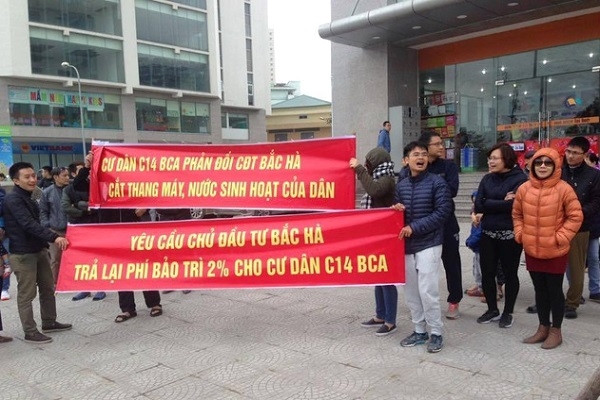 CƯ DÂN C14 BCA PHẢN ĐỐI CĐT BẮC HÀ
CẮT THANG MÁY, NƯỚC SINH HOẠT CỦA DÂN
YÊU CẦU CHỦ ĐẦU TƯ BẮC HÀ
TRẢ LẠI PHÍ BẢO TRÌ 2% CHO CƯ DÂN C14 BCA